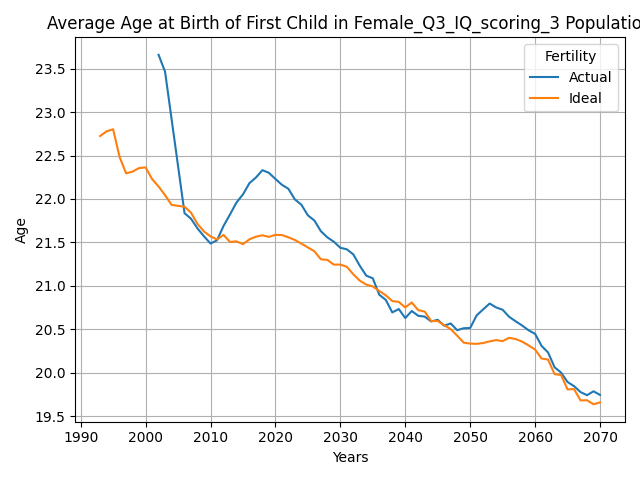 Average Age at Birth of First Child in Female_Q3_IQ_scoring_3 Populatio
Fertility
Actual
Ideal
23.5
23.0
22.5
22.0
21.5
21.0
20.5
20.0
19.5
Age
1990 2000 2010 2020 2030 2040 2050 2060 2070
Years